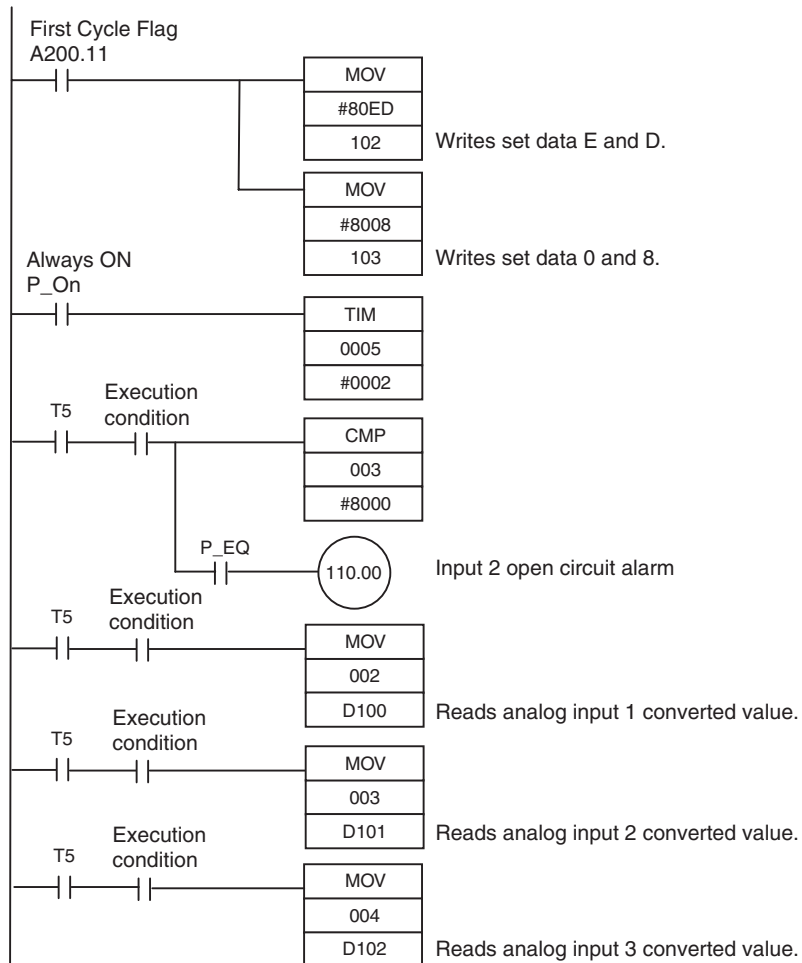 First Cycle Flag
A200.11
MOV
#80ED
102 Writes set data E and D.
MOV
#8008
103 Writes set data 0 and 8.
Always ON
P_On
TIM
0005
#0002
Execution
condition
T5
CMP
003
#8000
P_EQ
110.00 Input 2 open circuit alarm
Execution
condition
T5
MOV
002
D100 Reads analog input 1 converted value.
Execution
condition
T5
MOV
003
D101 Reads analog input 2 converted value.
Execution
condition
T5
MOV
004
D102 Reads analog input 3 converted value.